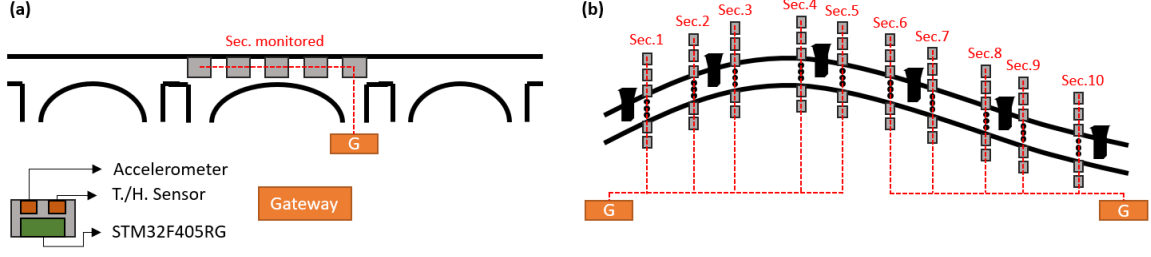 (a)
Sec. monitored
G
Accelerometer
T./H. Sensor
STM32F405RG
Gateway
(b)
Sec.1
Sec.2
Sec.3
Sec.4
Sec.5
Sec.6
Sec.7
Sec.8
Sec.9
Sec.10
G
G